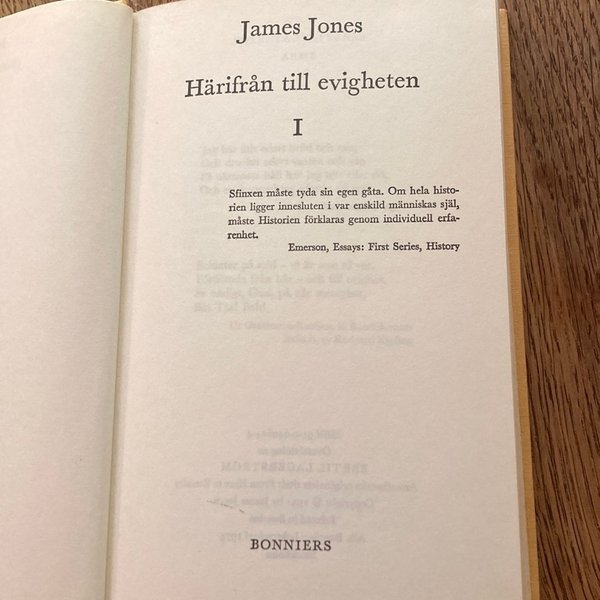 James Jones
Härifrån till evigheten
I
Sfinxen måste tyda sin egen gåta. Om hela histo-
rien ligger innesluten i var enskild människas själ,
måste Historien förklaras genom individuell erfa-
renhet.
Emerson, Essays: First Series, History
BONNIERS